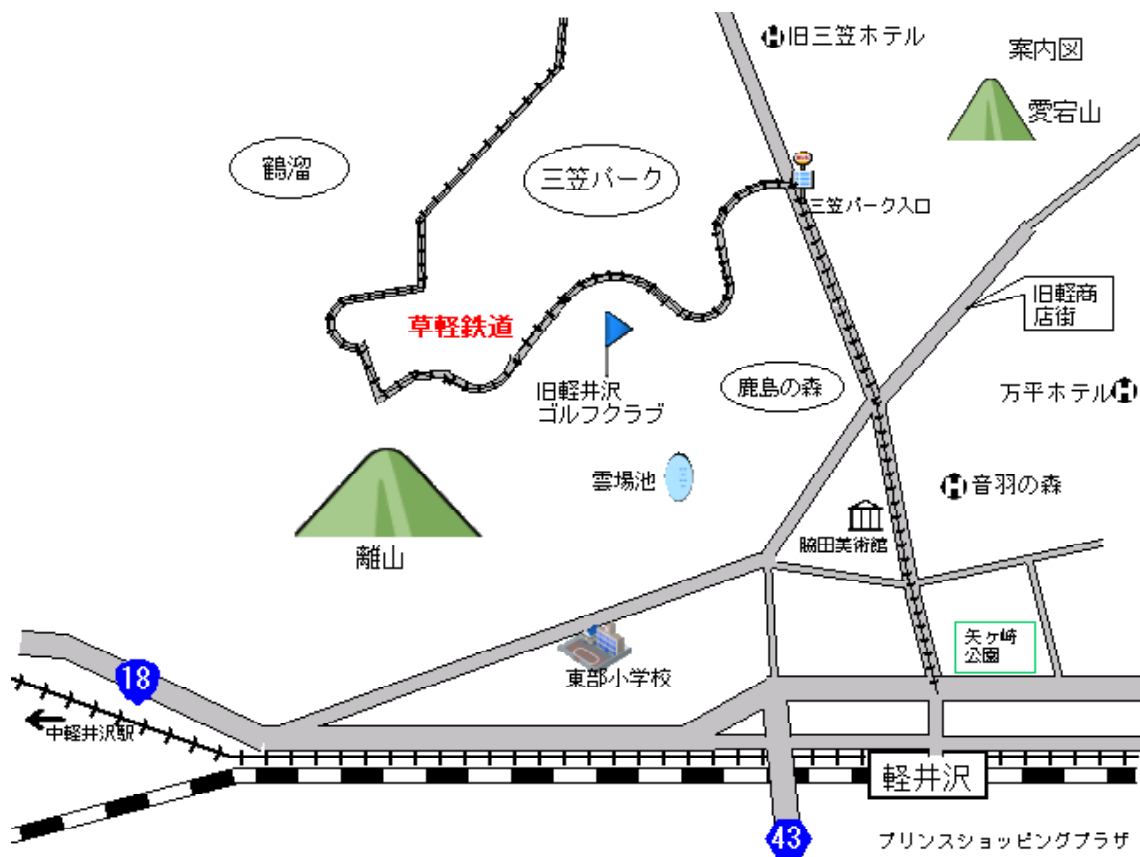 旧三笠ホテル
案内図
愛宕山
鶴溜
三笠パーク
三笠パーク入口
旧軽商
店街
草軽鉄道
旧軽井沢
ゴルフクラブ
鹿島の森
万平ホテル
H
雲場池
H
音羽の森
脇田美術館
離山
矢ヶ崎
公園
東部小学校
18
中軽井沢駅
軽井沢
43
プリンスショッピングプラザ